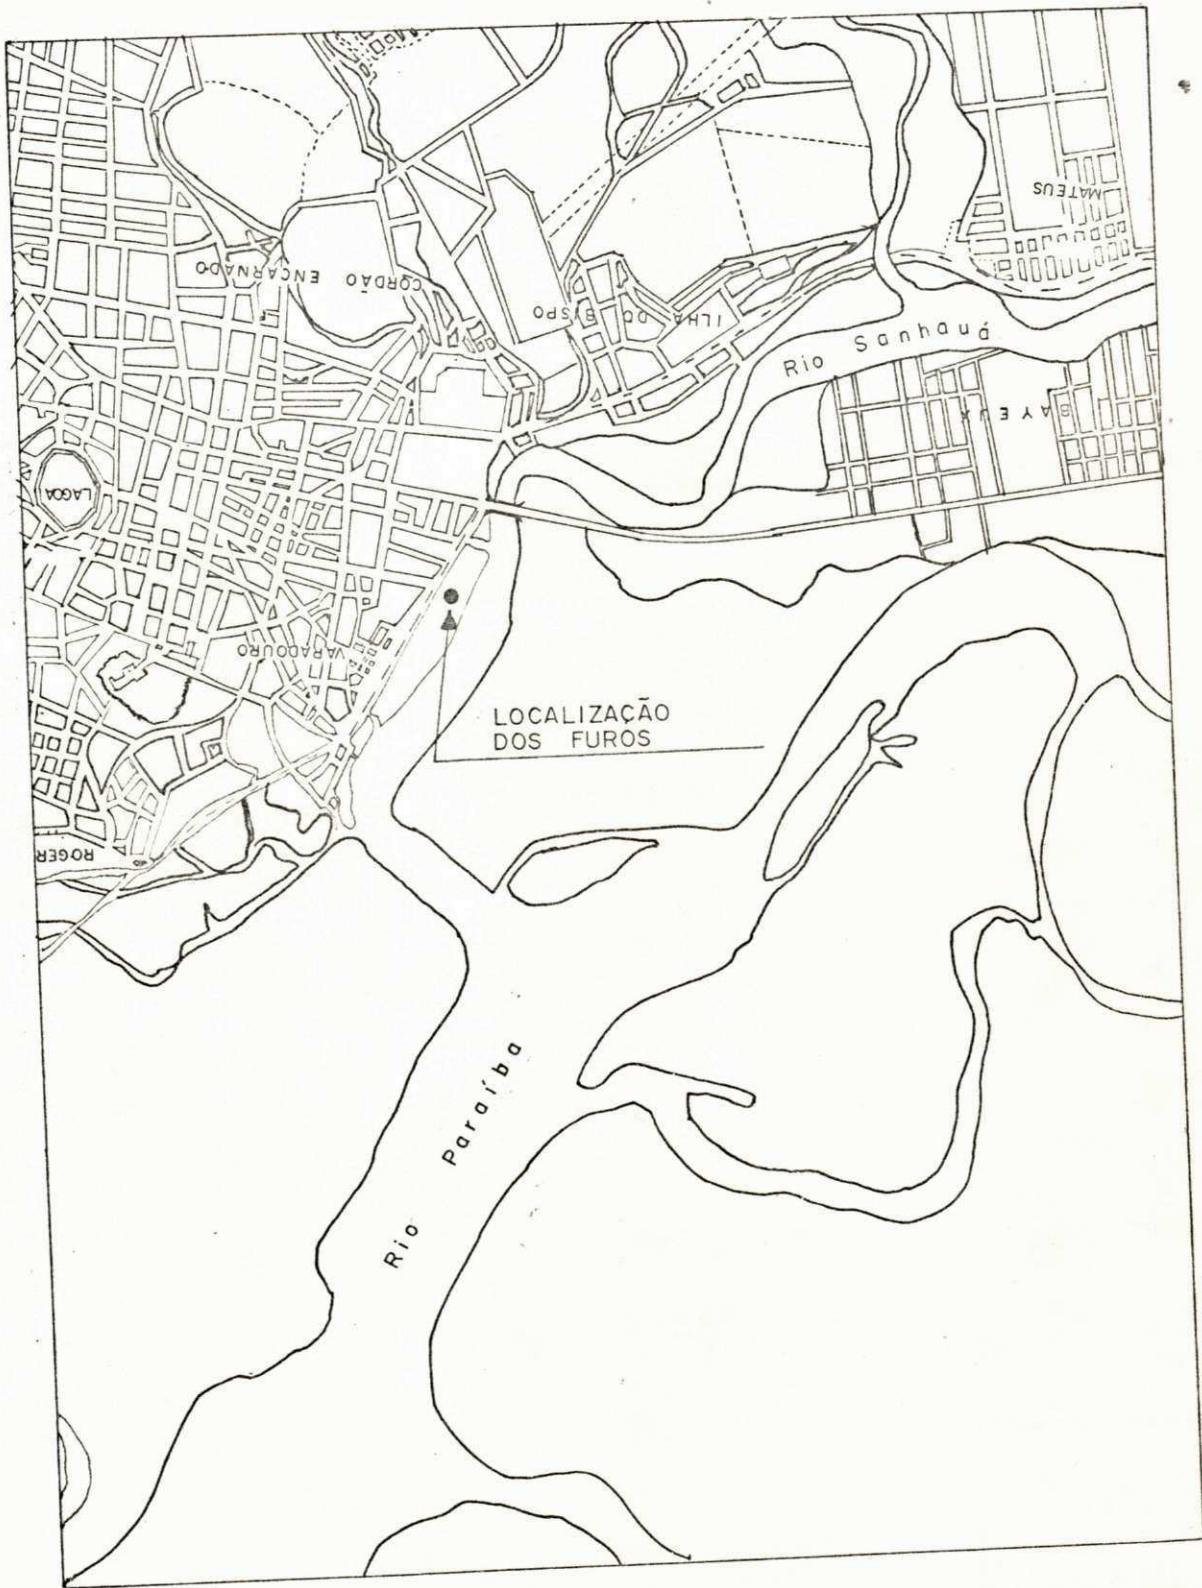 MATEUS
CORDÃO ENCARNADO
ILHA DO BISPO
Rio Sanhauá
BAYEUX
LAGOA
VARADOURO
LOCALIZAÇÃO
DOS FUROS
ROGER
Rio Paraíba